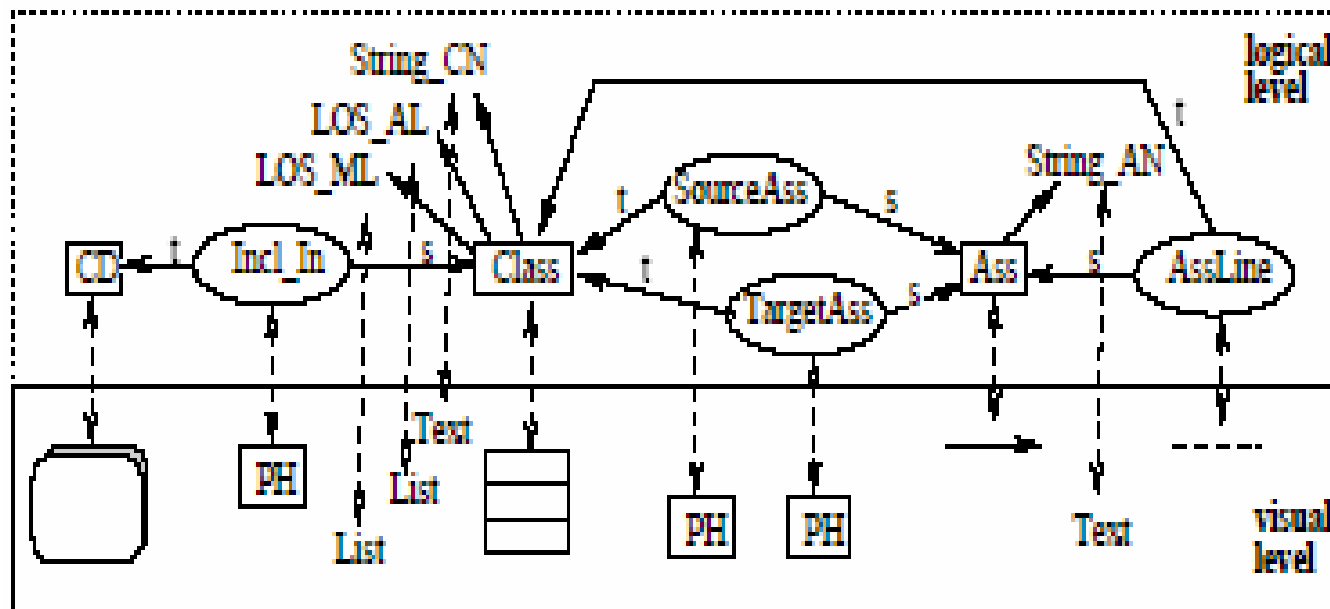 logical
level
String_CN
LOS_AL
LOS_ML
String_AN
t
SourceAss
t
s
CD
t
Incl_In
s
Class
t
TargetAss
s
Ass
s
AssLine
Text
PH
List
List
PH
PH
Text
visual
level